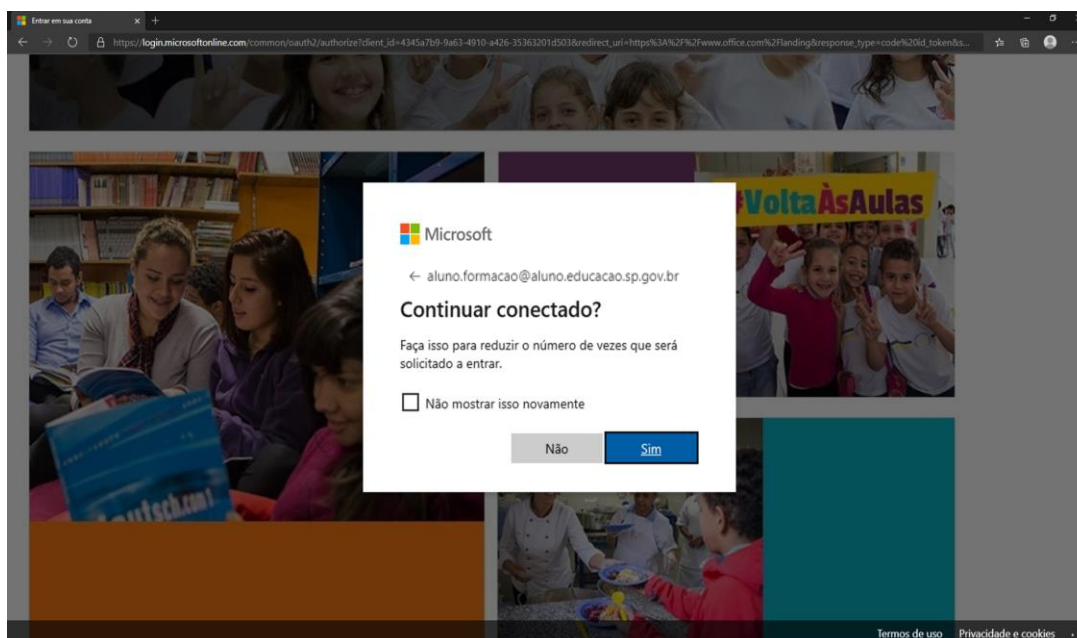 Entrar em sua conta
https://login.microsoftonline.com/common/oauth2/authorize?client_id=4345a7b9-9a63-4910-a426-35363201d503&redirect_uri=https%3A%2F%2Fwww.office.com%2Flanding&response_type=code%20id_token&s...
#VoltaÀsAulas
Microsoft
← aluno.formacao@aluno.educacao.sp.gov.br
Continuar conectado?
Faça isso para reduzir o número de vezes que será
solicitado a entrar.
Não mostrar isso novamente
Não Sim
Termos de uso Privacidade e cookies